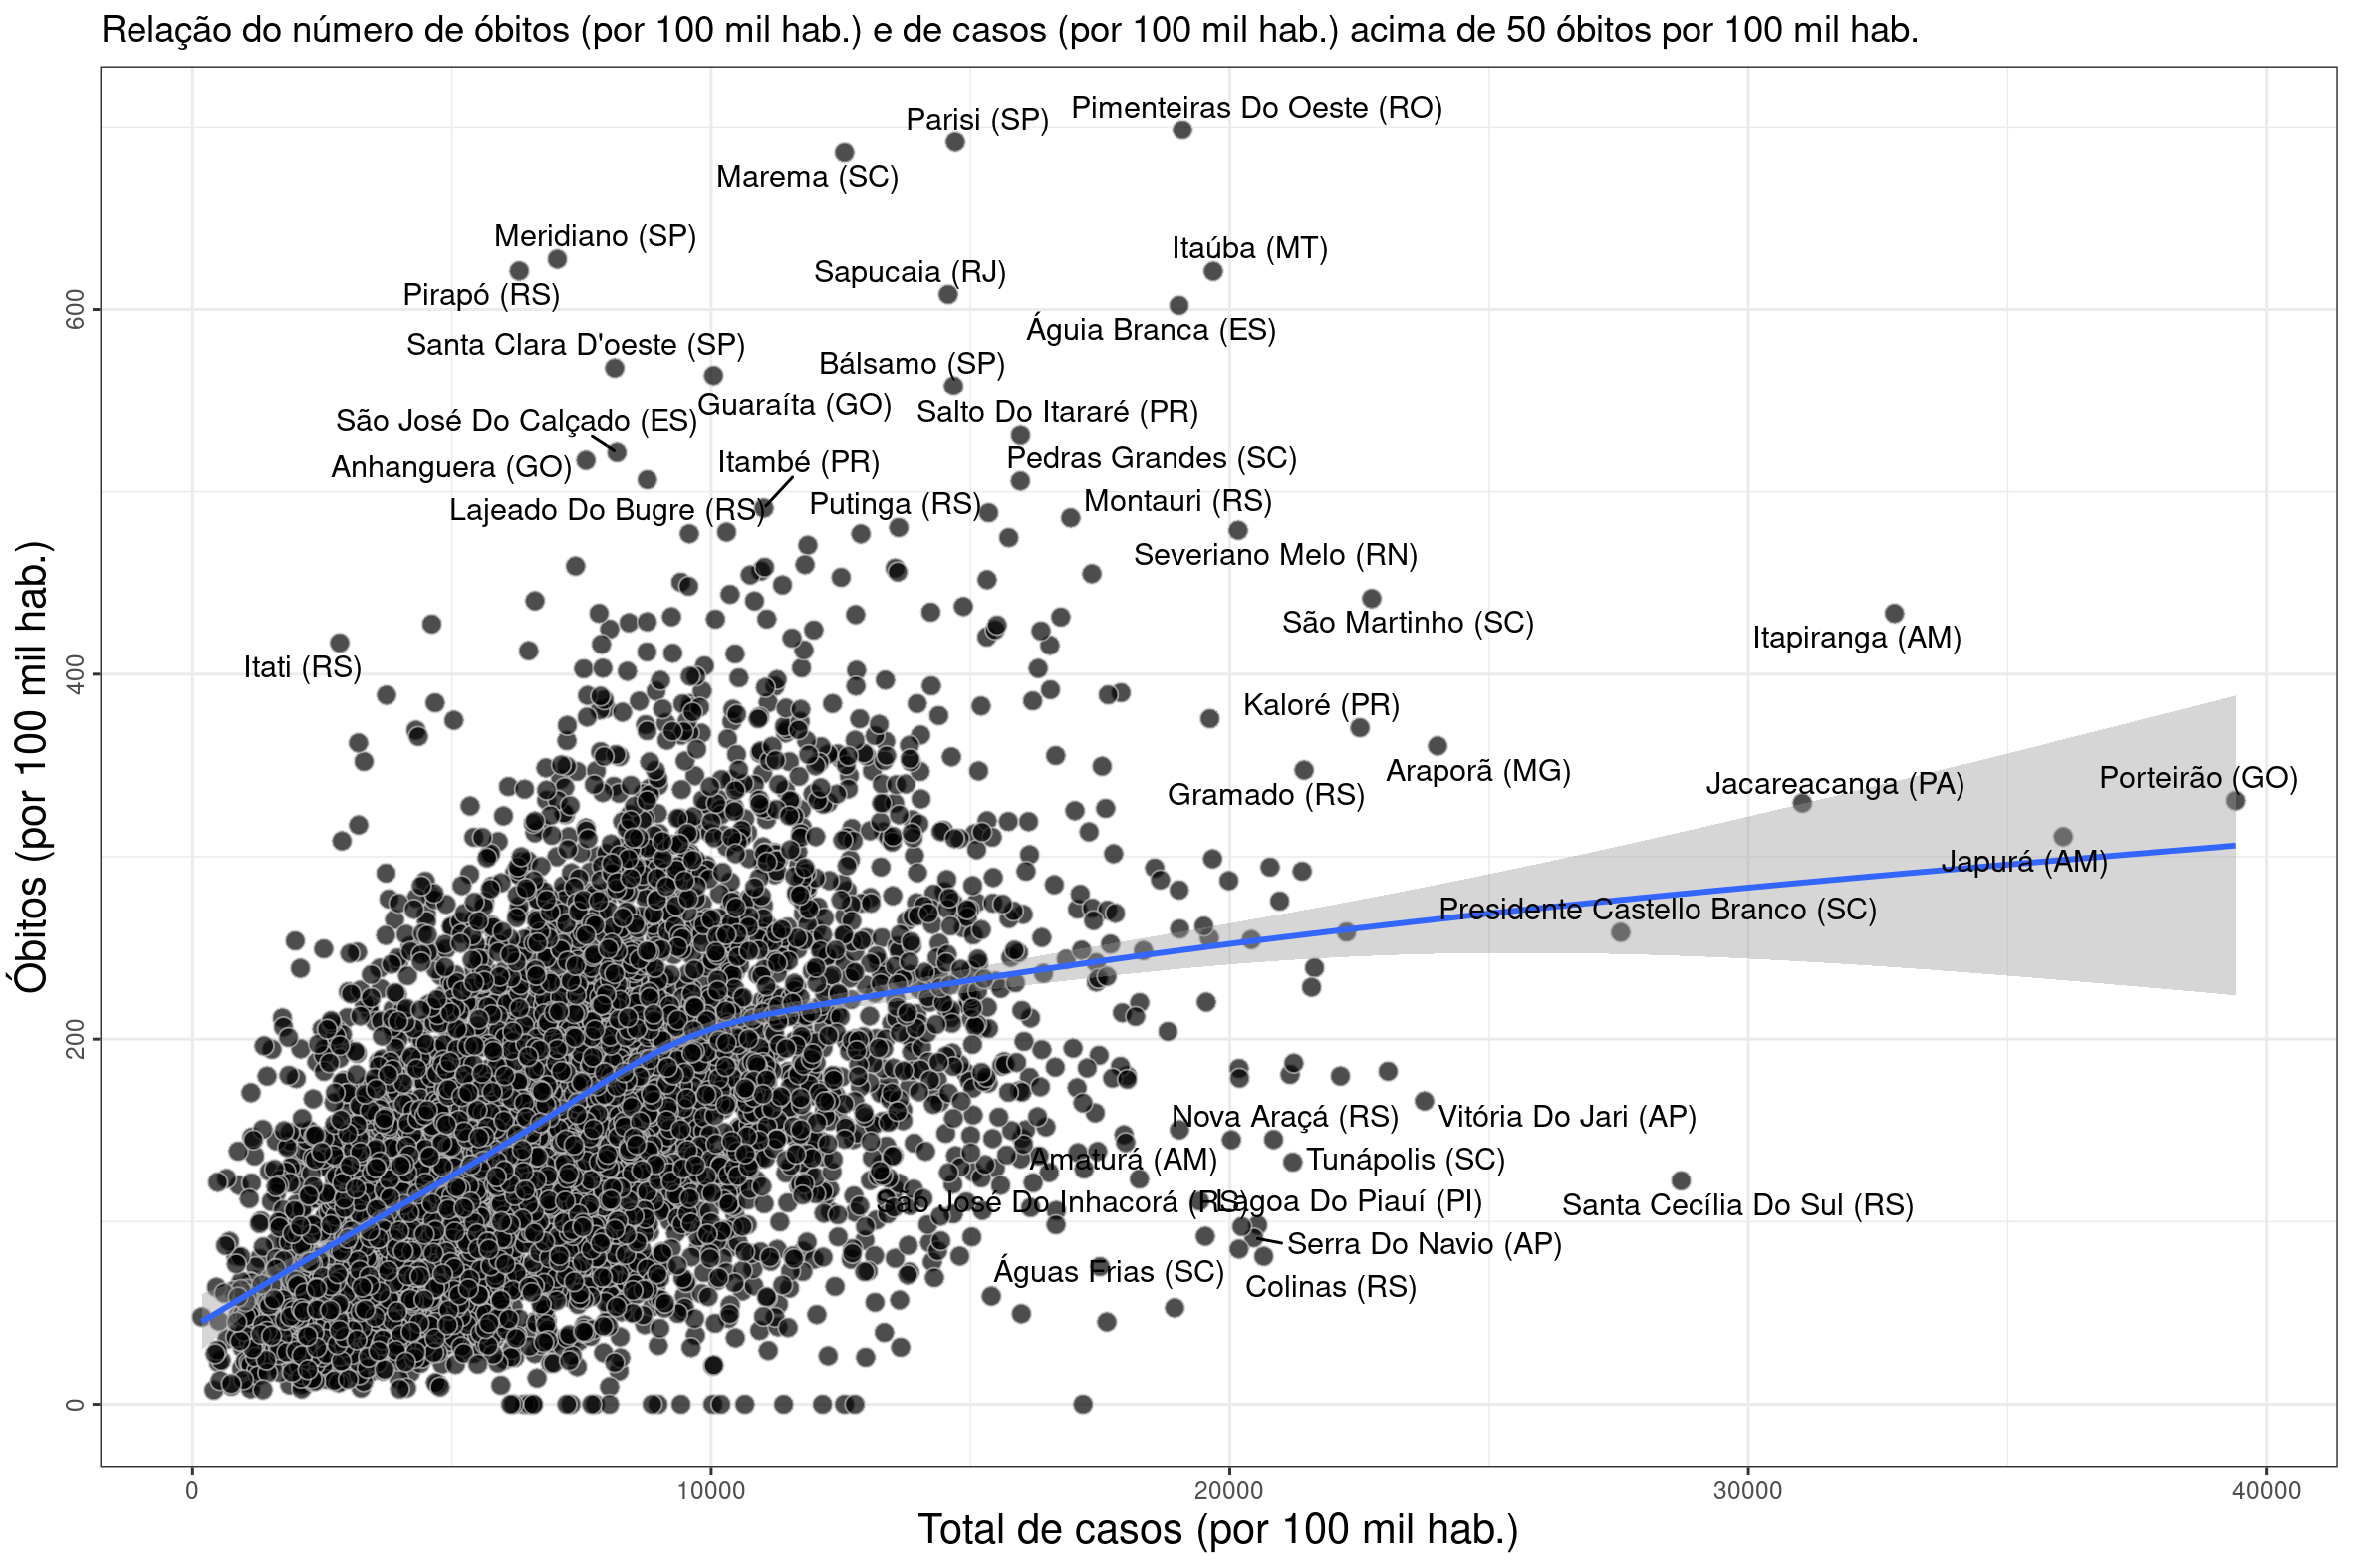 Relação do número de óbitos (por 100 mil hab.) e de casos (por 100 mil hab.) acima de 50 óbitos por 100 mil hab.
Pimenteiras Do Oeste (RO)
Parisi (SP)
Marema (SC)
Meridiano (SP)
Itaúba (MT)
Sapucaia (RJ)
Pirapó (RS)
Águia Branca (ES)
Santa Clara D'oeste (SP)
Bálsamo (SP)
Guaraíta (GO)
Salto Do Itararé (PR)
São José Do Calçado (ES)
Pedras Grandes (SC)
Itambé (PR)
Anhanguera (GO)
Montauri (RS)
Putinga (RS)
Lajeado Do Bugre (RS)
Severiano Melo (RN)
São Martinho (SC)
Itapiranga (AM)
Itati (RS)
Kaloré (PR)
Araporã (MG)
Porteirão (GO)
Jacareacanga (PA)
Gramado (RS)
Japurá (AM)
Presidente Castello Branco (SC)
Nova Araçá (RS)
Vitória Do Jari (AP)
Amaturá (AM)
Tunápolis (SC)
São José Do Inhacorá (RS)
Lagoa Do Piauí (PI)
Santa Cecília Do Sul (RS)
Serra Do Navio (AP)
Águas Frias (SC)
Colinas (RS)
600
400
200
0
Óbitos (por 100 mil hab.)
0
10000
20000
30000
40000
Total de casos (por 100 mil hab.)